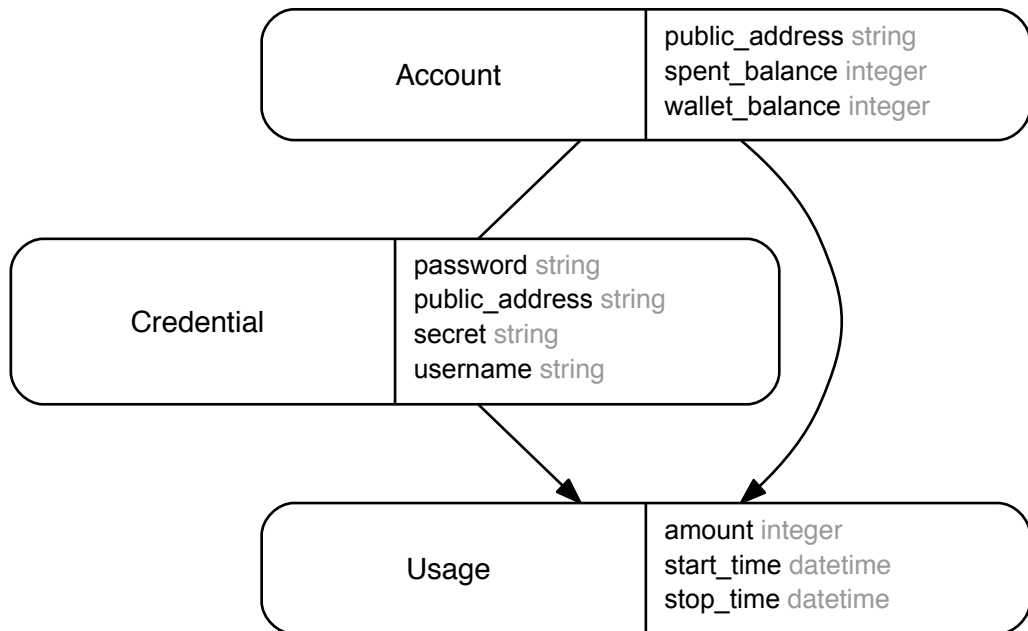 Account
public_address string
spent_balance integer
wallet_balance integer
Credential
password string
public_address string
secret string
username string
Usage
amount integer
start_time datetime
stop_time datetime